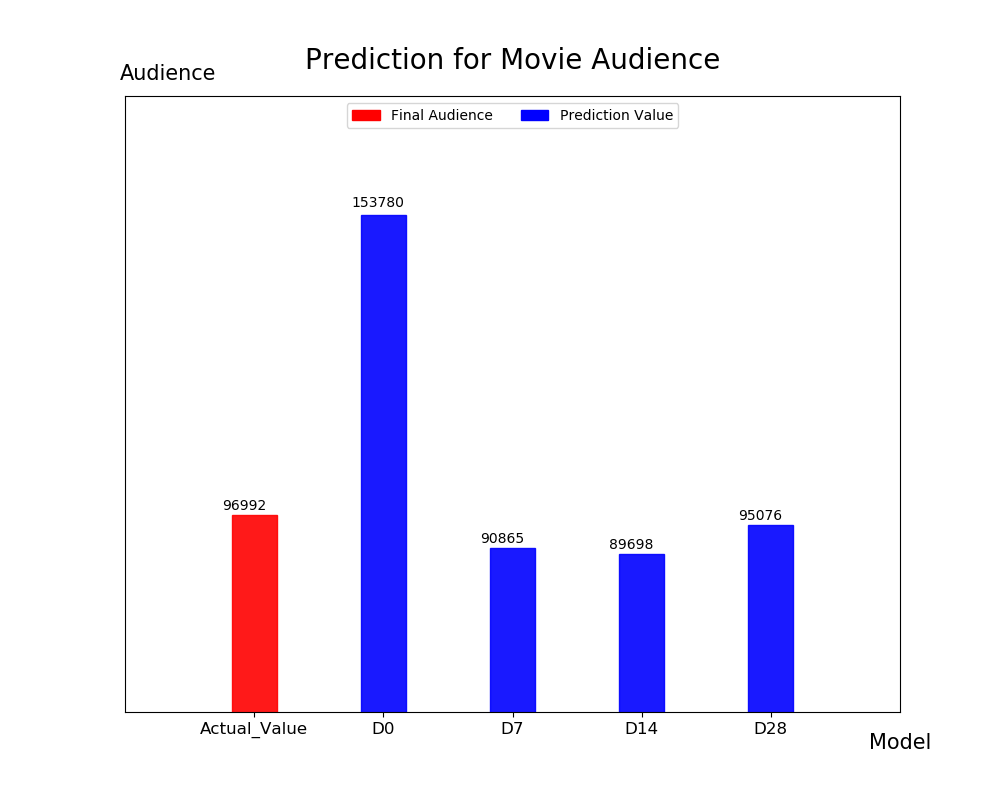 Prediction for Movie Audience
Audience
Final Audience
Prediction Value
153780
96992
90865
89698
95076
Actual_Value
D0
D7
D14
D28
Model